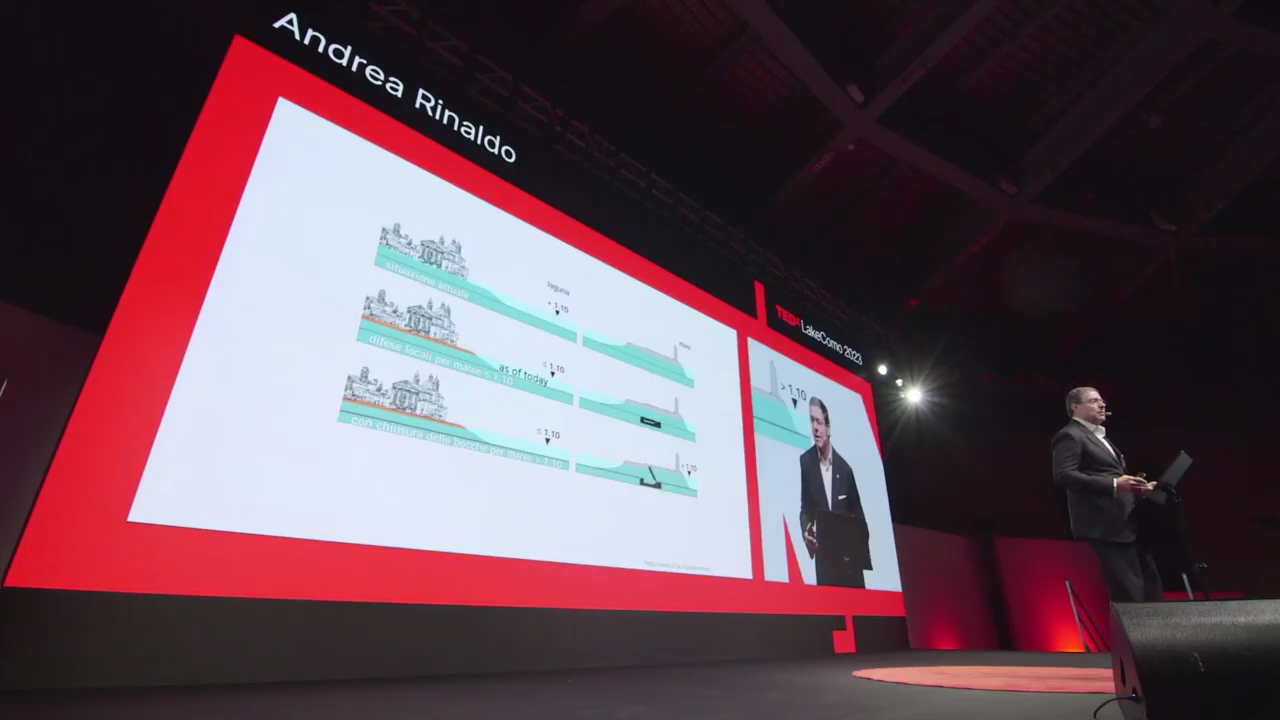 Andrea Rinaldo
TEDxLakeComo 2023
situazione attuale
laguna
+ 1.10
mare
difese locali per maree ≤ 1.10
as of today
≤ 1.10
con chiusura delle bocche per maree > 1.10
≤ 1.10
> 1.10
> 1.10